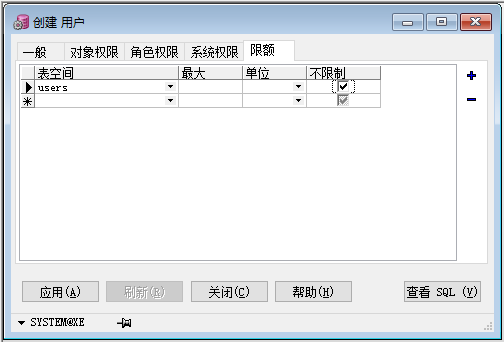 创建 用户
一般 对象权限 角色权限 系统权限 限额
表空间 最大 单位 不限制
users
应用(A) 刷新(R) 关闭(C) 帮助(H) 查看 SQL (V)
SYSTEM@XE